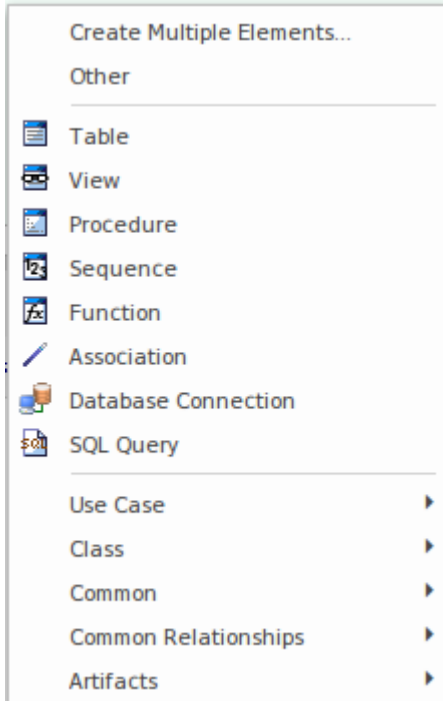 Create Multiple Elements...
Other
Table
View
Procedure
Sequence
Function
Association
Database Connection
SQL Query
Use Case
Class
Common
Common Relationships
Artifacts